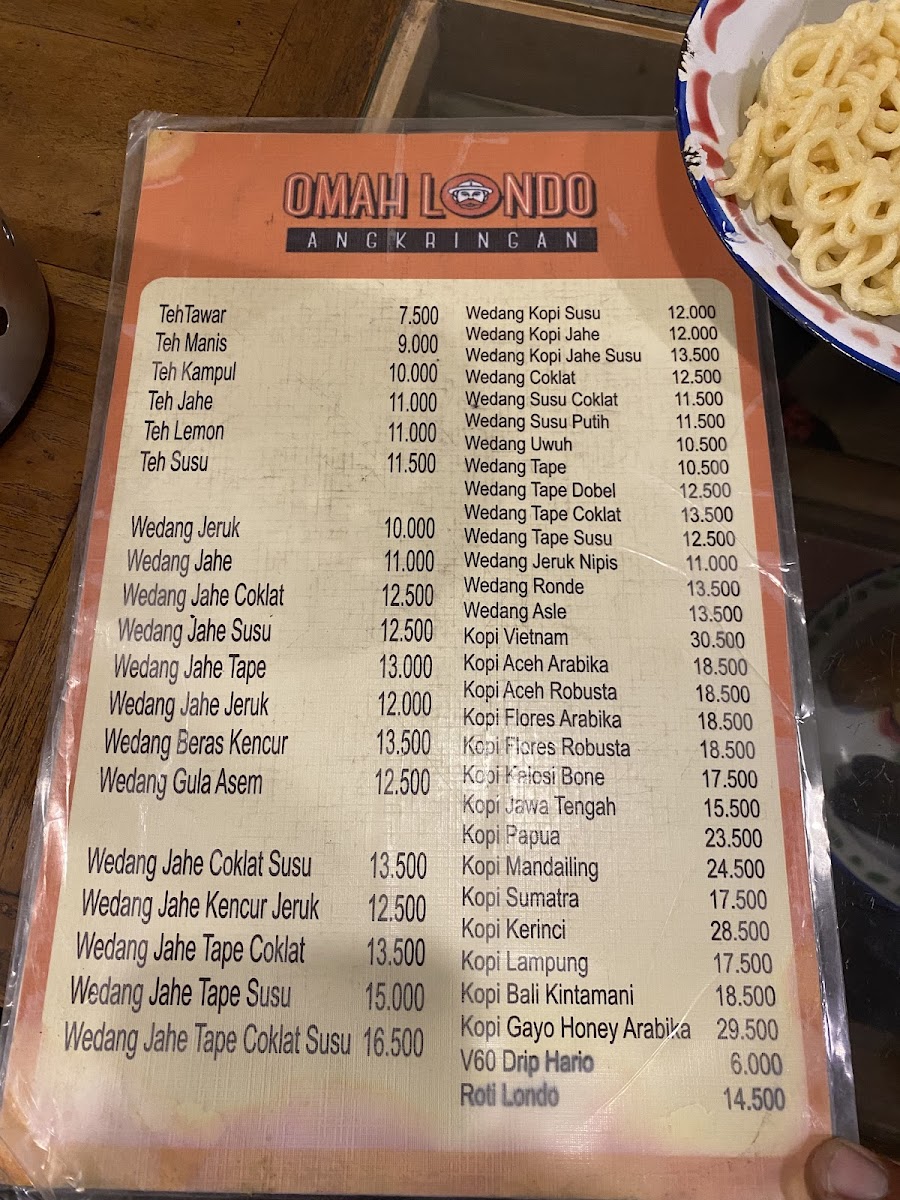 OMAH LONDO
ANGKRINGAN
TehTawar 7.500
Teh Manis 9.000
Teh Kampul 10.000
Teh Jahe 11.000
Teh Lemon 11.000
Teh Susu 11.500
Wedang Jeruk 10.000
Wedang Jahe 11.000
Wedang Jahe Coklat 12.500
Wedang Jahe Susu 12.500
Wedang Jahe Tape 13.000
Wedang Jahe Jeruk 12.000
Wedang Beras Kencur 13.500
Wedang Gula Asem 12.500
Wedang Jahe Coklat Susu 13.500
Wedang Jahe Kencur Jeruk 12.500
Wedang Jahe Tape Coklat 13.500
Wedang Jahe Tape Susu 15.000
Wedang Jahe Tape Coklat Susu 16.500
Wedang Kopi Susu 12.000
Wedang Kopi Jahe 12.000
Wedang Kopi Jahe Susu 13.500
Wedang Coklat 12.500
Wedang Susu Coklat 11.500
Wedang Susu Putih 11.500
Wedang Uwuh 10.500
Wedang Tape 10.500
Wedang Tape Dobel 12.500
Wedang Tape Coklat 13.500
Wedang Tape Susu 12.500
Wedang Jeruk Nipis 11.000
Wedang Ronde 13.500
Wedang Asle 13.500
Kopi Vietnam 30.500
Kopi Aceh Arabika 18.500
Kopi Aceh Robusta 18.500
Kopi Flores Arabika 18.500
Kopi Flores Robusta 18.500
Kopi Kalosi Bone 17.500
Kopi Jawa Tengah 15.500
Kopi Papua 23.500
Kopi Mandailing 24.500
Kopi Sumatra 17.500
Kopi Kerinci 28.500
Kopi Lampung 17.500
Kopi Bali Kintamani 18.500
Kopi Gayo Honey Arabika 29.500
V60 Drip Hario 6.000
Roti Londo 14.500